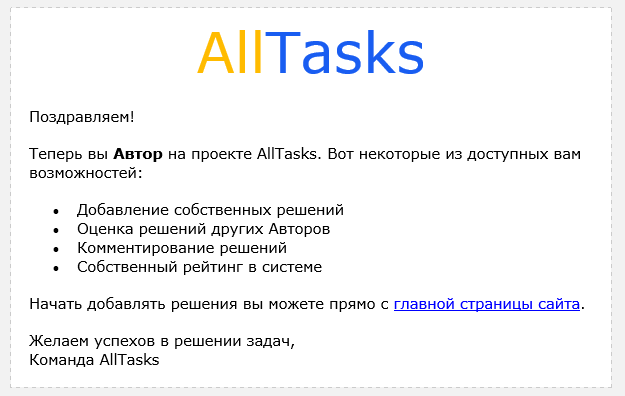 AllTasks
Поздравляем!
Теперь вы Автор на проекте AllTasks. Вот некоторые из доступных вам
возможностей:
• Добавление собственных решений
• Оценка решений других Авторов
• Комментирование решений
• Собственный рейтинг в системе
Начать добавлять решения вы можете прямо с главной страницы сайта.
Желаем успехов в решении задач,
Команда AllTasks